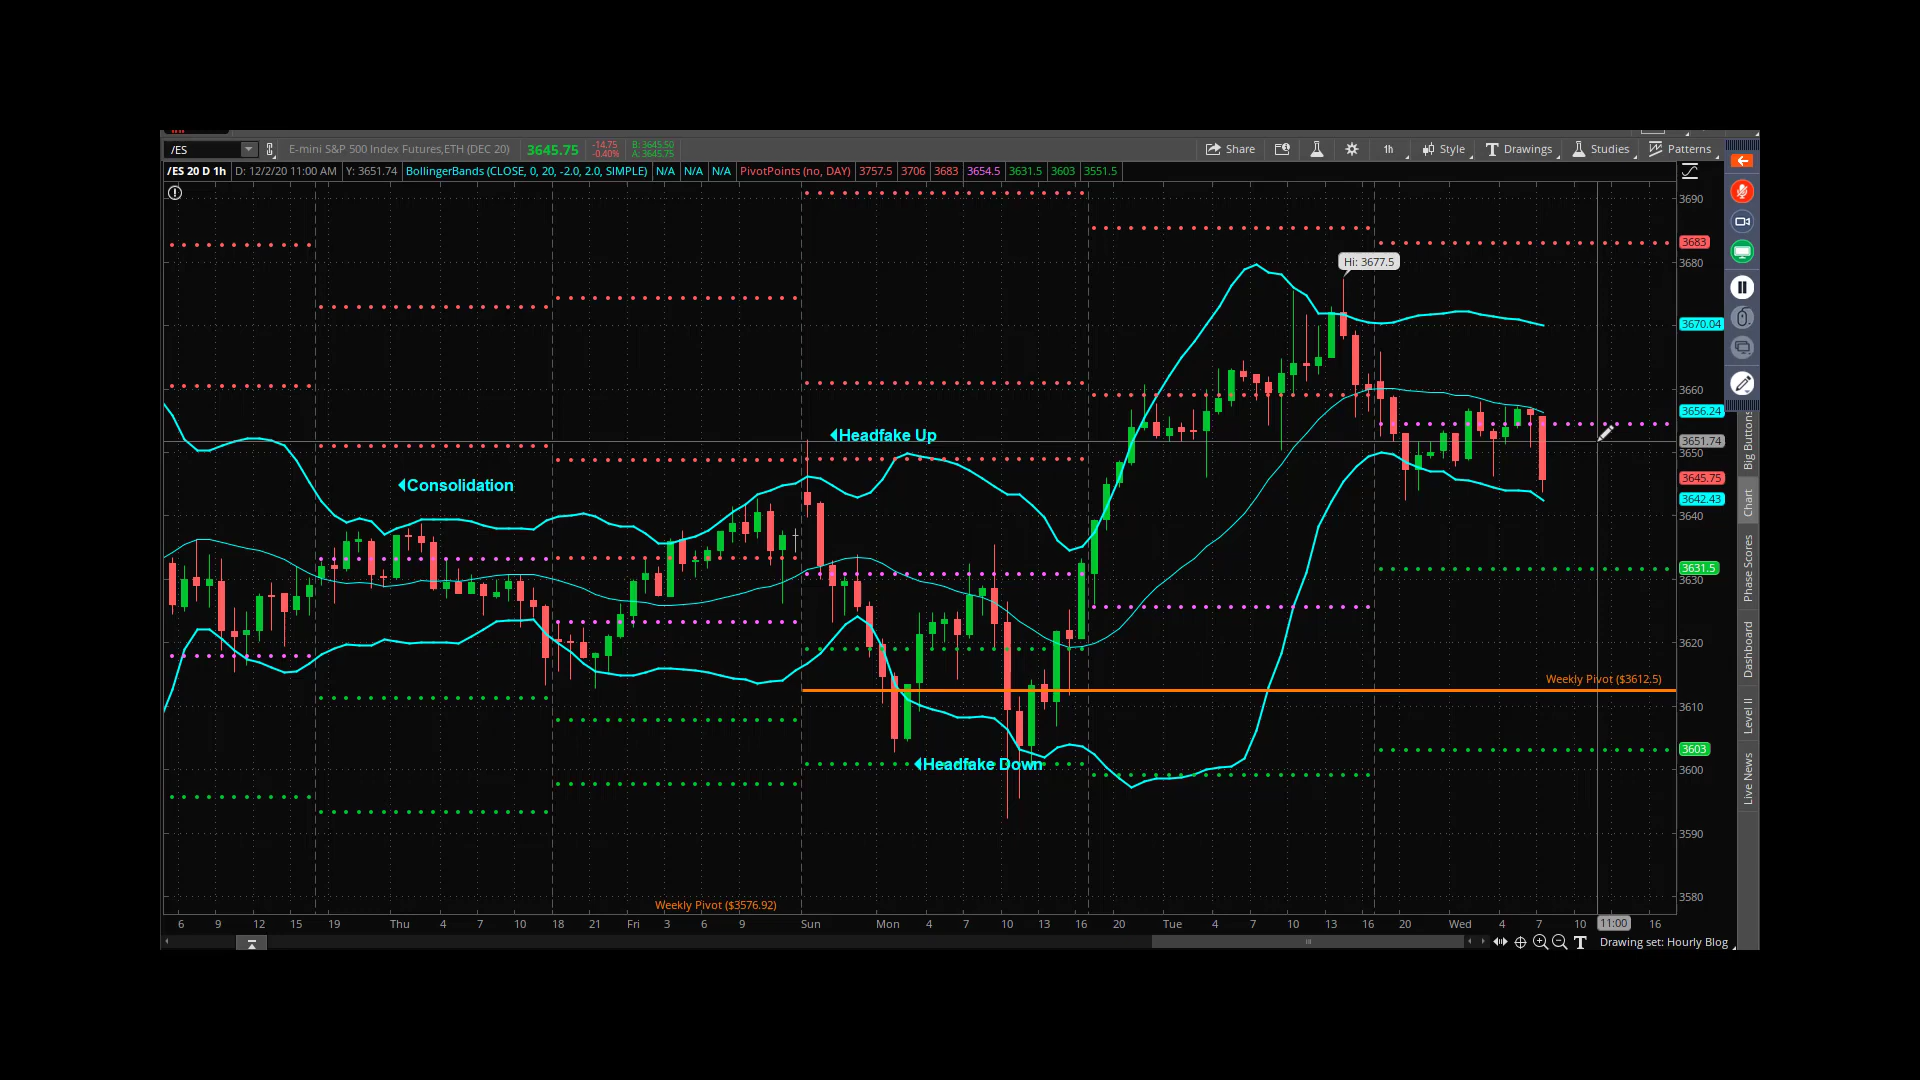 /ES E-mini S&P 500 Index Futures,ETH (DEC 20) 3645.75 -14.75 -0.40% B: 3645.50 A: 3645.75 Share 1h Style Drawings Studies Patterns
/ES 20 D 1h D: 12/2/20 11:00 AM Y: 3651.74 BollingerBands (CLOSE, 0, 20, -2.0, 2.0, SIMPLE) N/A N/A N/A PivotPoints (no, DAY) 3757.5 3706 3683 3654.5 3631.5 3603 3551.5
3690
3683
Hi: 3677.5
3680
3670.04
3660
3656.24
Headfake Up
3651.74
3650
Consolidation
3645.75
3642.43
3640
3631.5
3630
3620
Weekly Pivot ($3612.5)
3610
3603
Headfake Down
3600
3590
3580
Weekly Pivot ($3576.92)
6 9 12 15 19 Thu 4 7 10 18 21 Fri 3 6 9 Sun Mon 4 7 10 13 16 20 Tue 4 7 10 13 16 20 Wed 4 7 10 11:00 16
T Drawing set: Hourly Blog
Big Buttons
Chart
Phase Scores
Dashboard
Level II
Live News